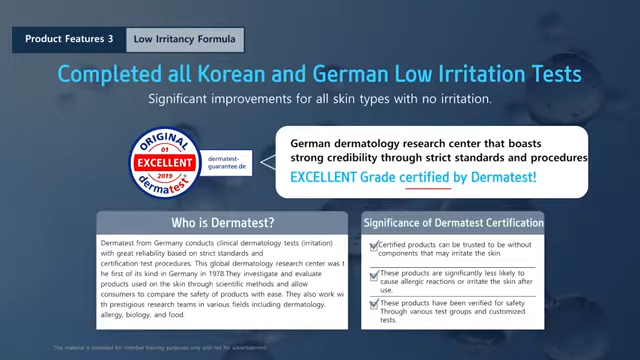 Product Features 3
Low Irritancy Formula
Completed all Korean and German Low Irritation Tests
Significant improvements for all skin types with no irritation.
ORIGINAL
01
EXCELLENT
2019
dermatest®
dermatest-
guarantee.de
German dermatology research center that boasts
strong credibility through strict standards and procedures
EXCELLENT Grade certified by Dermatest!
Who is Dermatest?
Dermatest from Germany conducts clinical dermatology tests (irritation)
with great reliability based on strict standards and
certification test procedures. This global dermatology research center was t
he first of its kind in Germany in 1978.They investigate and evaluate
products used on the skin through scientific methods and allow
consumers to compare the safety of products with ease. They also work wi
th prestigious research teams in various fields including dermatology,
allergy, biology, and food.
Significance of Dermatest Certification
Certified products can be trusted to be without
components that may irritate the skin.
These products are significantly less likely to
cause allergic reactions or irritate the skin after
use.
These products have been verified for safety
Through various test groups and customized
tests.
This material is intended for member training purposes only and not for advertisement.